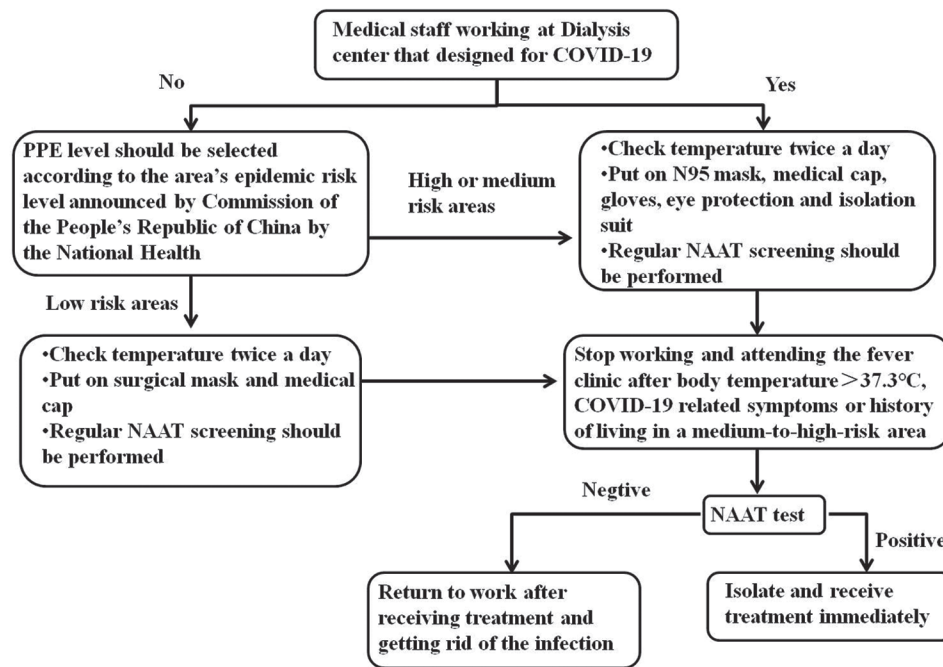 Medical staff working at Dialysis
center that designed for COVID-19
No
Yes
PPE level should be selected
according to the area's epidemic risk
level announced by Commission of
the People's Republic of China by
the National Health
High or medium
risk areas
•Check temperature twice a day
•Put on N95 mask, medical cap,
gloves, eye protection and isolation
suit
•Regular NAAT screening should
be performed
Low risk areas
•Check temperature twice a day
•Put on surgical mask and medical
cap
•Regular NAAT screening should
be performed
Stop working and attending the fever
clinic after body temperature＞37.3°C,
COVID-19 related symptoms or history
of living in a medium-to-high-risk area
Negtive
NAAT test
Positive
Return to work after
receiving treatment and
getting rid of the infection
Isolate and receive
treatment immediately